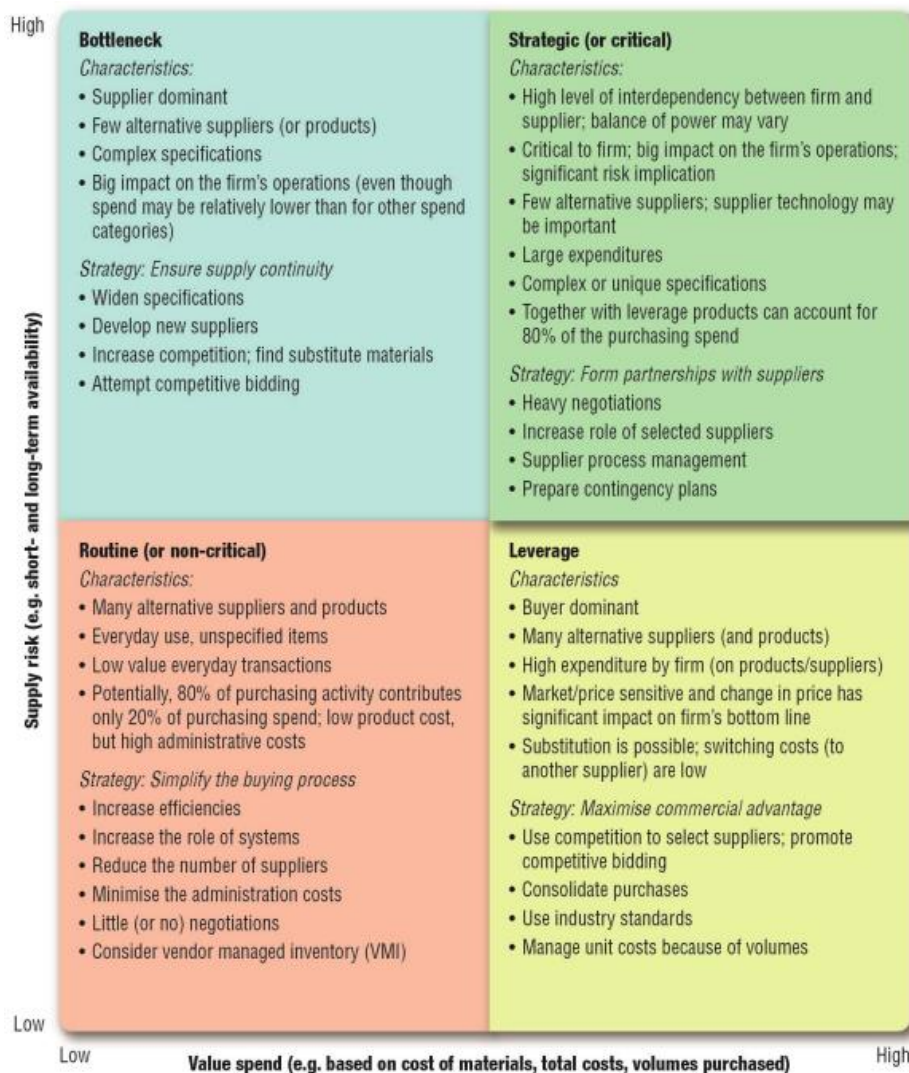 High
Bottleneck
Characteristics:
• Supplier dominant
• Few alternative suppliers (or products)
• Complex specifications
• Big impact on the firm's operations (even though
spend may be relatively lower than for other spend
categories)
Strategy: Ensure supply continuity
• Widen specifications
• Develop new suppliers
• Increase competition; find substitute materials
• Attempt competitive bidding
Strategic (or critical)
Characteristics:
• High level of interdependency between firm and
supplier; balance of power may vary
• Critical to firm; big impact on the firm's operations;
significant risk implication
• Few alternative suppliers; supplier technology may
be important
• Large expenditures
• Complex or unique specifications
• Together with leverage products can account for
80% of the purchasing spend
Strategy: Form partnerships with suppliers
• Heavy negotiations
• Increase role of selected suppliers
• Supplier process management
• Prepare contingency plans
Supply risk (e.g. short- and long-term availability)
Routine (or non-critical)
Characteristics:
• Many alternative suppliers and products
• Everyday use, unspecified items
• Low value everyday transactions
• Potentially, 80% of purchasing activity contributes
only 20% of purchasing spend; low product cost,
but high administrative costs
Strategy: Simplify the buying process
• Increase efficiencies
• Increase the role of systems
• Reduce the number of suppliers
• Minimise the administration costs
• Little (or no) negotiations
• Consider vendor managed inventory (VMI)
Leverage
Characteristics
• Buyer dominant
• Many alternative suppliers (and products)
• High expenditure by firm (on products/suppliers)
• Market/price sensitive and change in price has
significant impact on firm's bottom line
• Substitution is possible; switching costs (to
another supplier) are low
Strategy: Maximise commercial advantage
• Use competition to select suppliers; promote
competitive bidding
• Consolidate purchases
• Use industry standards
• Manage unit costs because of volumes
Low
Low
Value spend (e.g. based on cost of materials, total costs, volumes purchased)
High